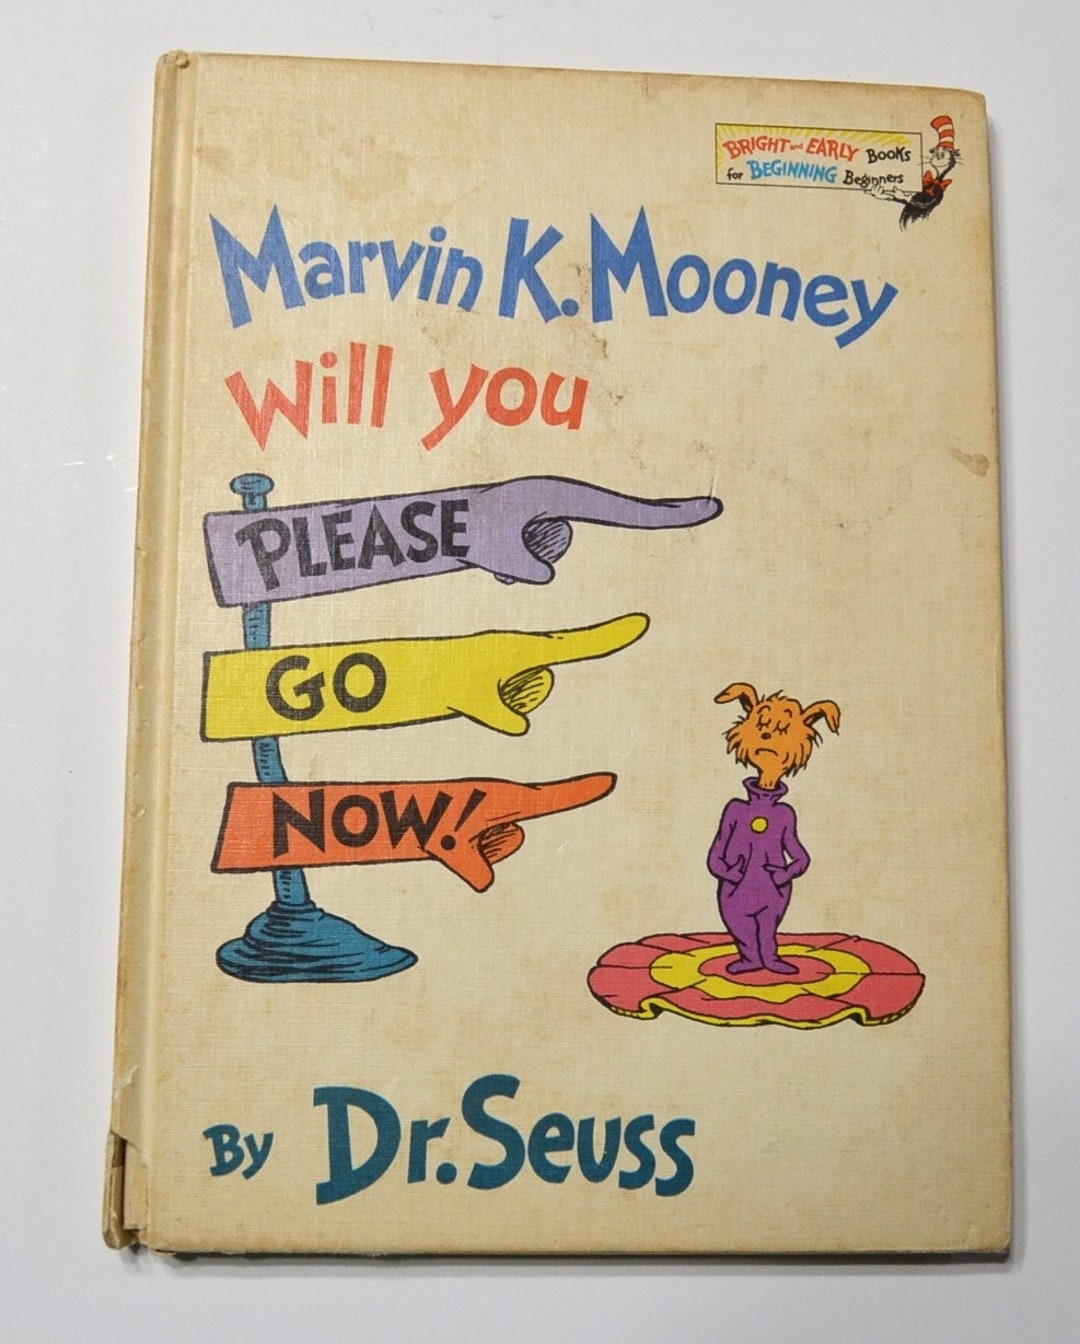 BRIGHT and EARLY Books
for BEGINNING Beginners
Marvin K. Mooney
will you
PLEASE
GO
NOW!
By Dr. Seuss